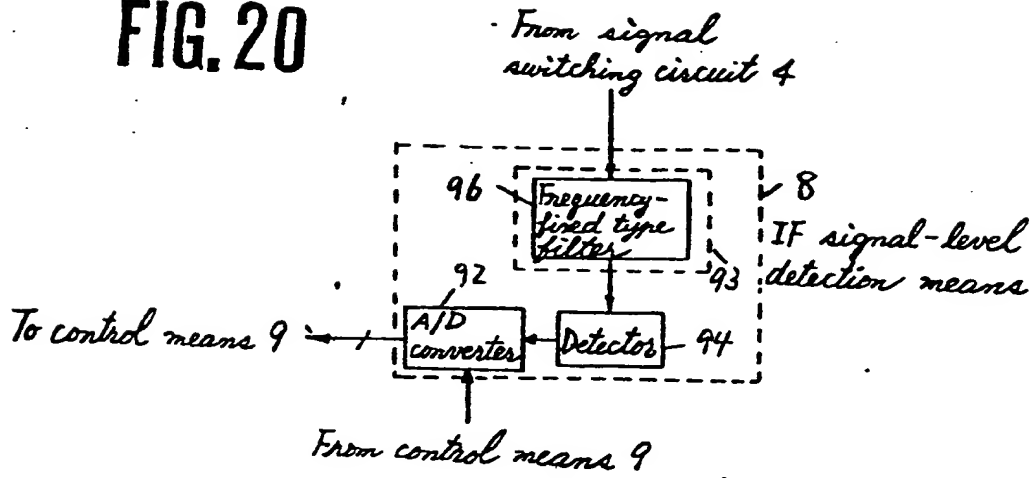 FIG. 20
From signal
switching circuit 4
96
Frequency-
fixed type
filter
8
IF signal-level
detection means
93
92
A/D
converter
Detector
94
To control means 9
From control means 9